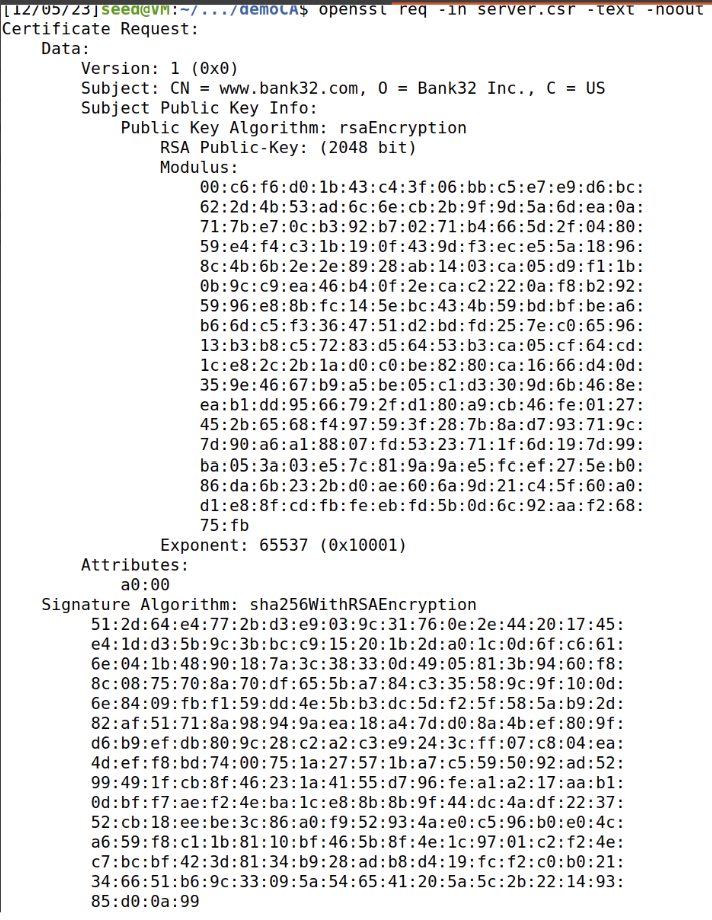 [12/05/23]seed@VM:~/.../demoCA$ openssl req -in server.csr -text -noout
Certificate Request:
    Data:
        Version: 1 (0x0)
        Subject: CN = www.bank32.com, O = Bank32 Inc., C = US
        Subject Public Key Info:
            Public Key Algorithm: rsaEncryption
                RSA Public-Key: (2048 bit)
                Modulus:
                    00:c6:f6:d0:1b:43:c4:3f:06:bb:c5:e7:e9:d6:bc:
                    62:2d:4b:53:ad:6c:6e:cb:2b:9f:9d:5a:6d:ea:0a:
                    71:7b:e7:0c:b3:92:b7:02:71:b4:66:5d:2f:04:80:
                    59:e4:f4:c3:1b:19:0f:43:9d:f3:ec:e5:5a:18:96:
                    8c:4b:6b:2e:2e:89:28:ab:14:03:ca:05:d9:f1:1b:
                    0b:9c:c9:ea:46:b4:0f:2e:ca:c2:22:0a:f8:b2:92:
                    59:96:e8:8b:fc:14:5e:bc:43:4b:59:bd:bf:be:a6:
                    b6:6d:c5:f3:36:47:51:d2:bd:fd:25:7e:c0:65:96:
                    13:b3:b8:c5:72:83:d5:64:53:b3:ca:05:cf:64:cd:
                    1c:e8:2c:2b:1a:d0:c0:be:82:80:ca:16:66:d4:0d:
                    35:9e:46:67:b9:a5:be:05:c1:d3:30:9d:6b:46:8e:
                    ea:b1:dd:95:66:79:2f:d1:80:a9:cb:46:fe:01:27:
                    45:2b:65:68:f4:97:59:3f:28:7b:8a:d7:93:71:9c:
                    7d:90:a6:a1:88:07:fd:53:23:71:1f:6d:19:7d:99:
                    ba:05:3a:03:e5:7c:81:9a:9a:e5:fc:ef:27:5e:b0:
                    86:da:6b:23:2b:d0:ae:60:6a:9d:21:c4:5f:60:a0:
                    d1:e8:8f:cd:fb:fe:eb:fd:5b:0d:6c:92:aa:f2:68:
                    75:fb
                Exponent: 65537 (0x10001)
        Attributes:
            a0:00
    Signature Algorithm: sha256WithRSAEncryption
         51:2d:64:e4:77:2b:d3:e9:03:9c:31:76:0e:2e:44:20:17:45:
         e4:1d:d3:5b:9c:3b:bc:c9:15:20:1b:2d:a0:1c:0d:6f:c6:61:
         6e:04:1b:48:90:18:7a:3c:38:33:0d:49:05:81:3b:94:60:f8:
         8c:08:75:70:8a:70:df:65:5b:a7:84:c3:35:58:9c:9f:10:0d:
         6e:84:09:fb:f1:59:dd:4e:5b:b3:dc:5d:f2:5f:58:5a:b9:2d:
         82:af:51:71:8a:98:94:9a:ea:18:a4:7d:d0:8a:4b:ef:80:9f:
         d6:b9:ef:db:80:9c:28:c2:a2:c3:e9:24:3c:ff:07:c8:04:ea:
         4d:ef:f8:bd:74:00:75:1a:27:57:1b:a7:c5:59:50:92:ad:52:
         99:49:1f:cb:8f:46:23:1a:41:55:d7:96:fe:a1:a2:17:aa:b1:
         0d:bf:f7:ae:f2:4e:ba:1c:e8:8b:8b:9f:44:dc:4a:df:22:37:
         52:cb:18:ee:be:3c:86:a0:f9:52:93:4a:e0:c5:96:b0:e0:4c:
         a6:59:f8:c1:1b:81:10:bf:46:5b:8f:4e:1c:97:01:c2:f2:4e:
         c7:bc:bf:42:3d:81:34:b9:28:ad:b8:d4:19:fc:f2:c0:b0:21:
         34:66:51:b6:9c:33:09:5a:54:65:41:20:5a:5c:2b:22:14:93:
         85:d0:0a:99